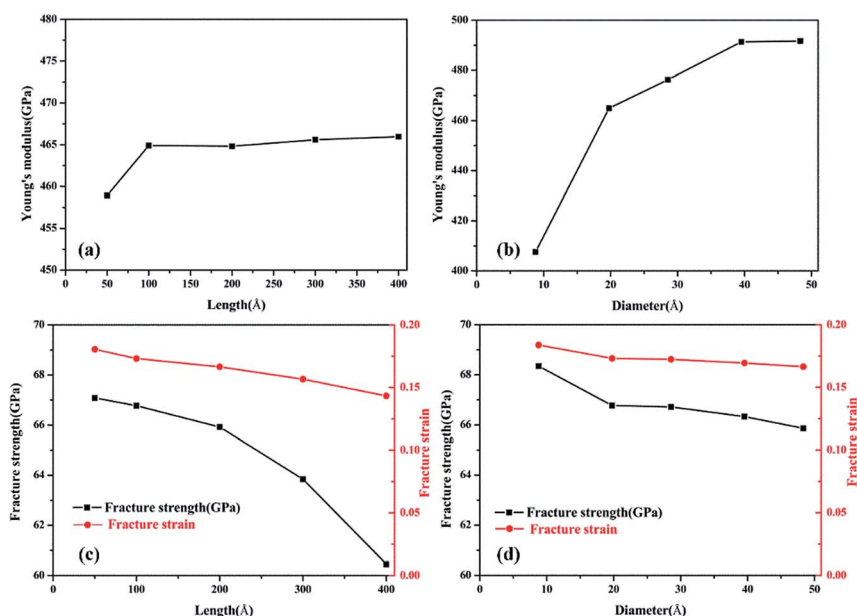 480
475
470
465
460
455
450
Young's modulus(GPa)
(a)
0 50 100 150 200 250 300 350 400
Length(Å)
500
480
460
440
420
400
Young's modulus(GPa)
(b)
0 10 20 30 40 50
Diameter(Å)
70
68
66
64
62
60
Fracture strength(GPa)
Fracture strength(GPa)
Fracture strain
(c)
0 100 200 300 400
Length(Å)
0.20
0.15
0.10
0.05
0.00
Fracture strain
70
68
66
64
62
60
Fracture strength(GPa)
Fracture strength(GPa)
Fracture strain
(d)
0 10 20 30 40 50
Diameter(Å)
0.20
0.15
0.10
0.05
0.00
Fracture strain